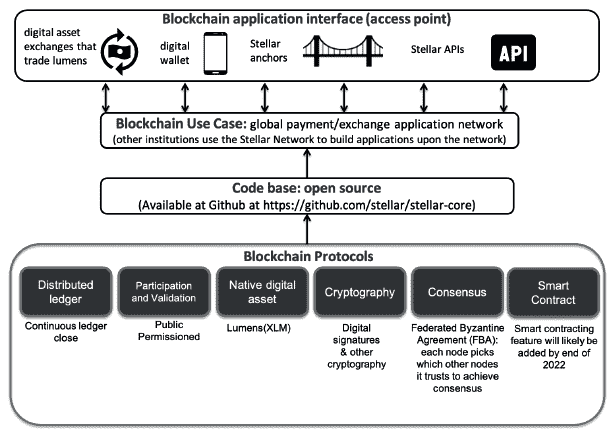 Blockchain application interface (access point)
digital asset
exchanges that
trade lumens
digital
wallet
Stellar
anchors
Stellar APIs
API
Blockchain Use Case: global payment/exchange application network
(other institutions use the Stellar Network to build applications upon the network)
Code base: open source
(Available at Github at https://github.com/stellar/stellar-core)
Blockchain Protocols
Distributed
ledger
Continuous ledger
close
Participation
and Validation
Public
Permissioned
Native digital
asset
Lumens(XLM)
Cryptography
Digital
signatures
& other
cryptography
Consensus
Federated Byzantine
Agreement (FBA):
each node picks
which other nodes
it trusts to achieve
consensus
Smart
Contract
Smart contracting
feature will likely be
added by end of
2022